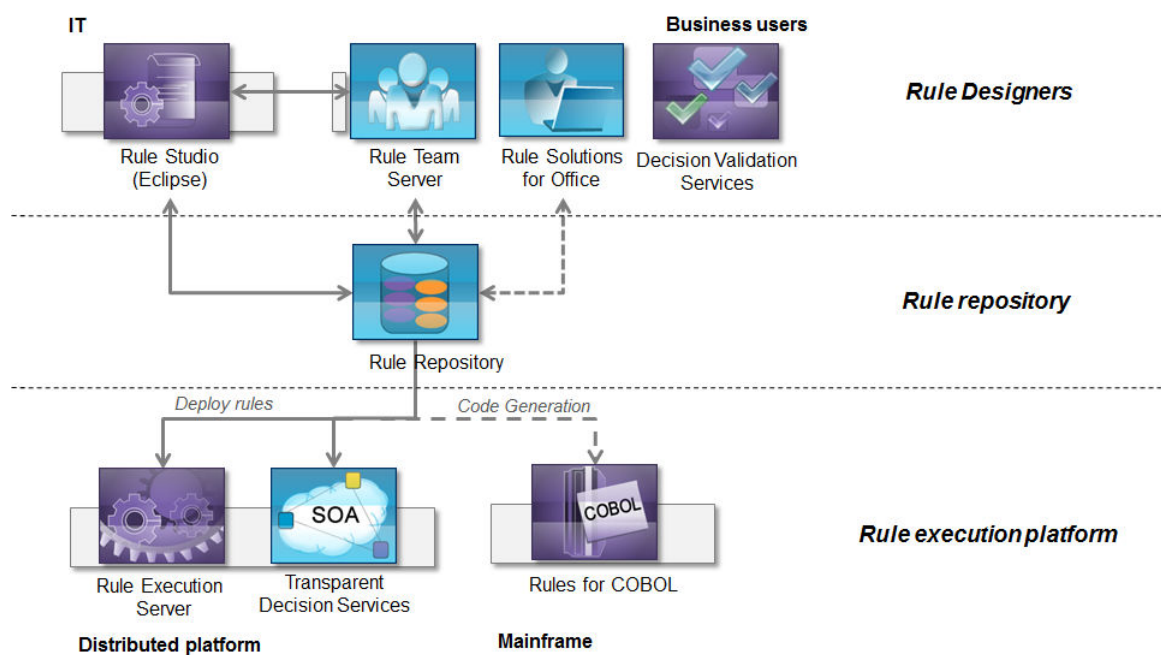 IT
Business users
Rule Designers
Rule Studio
(Eclipse)
Rule Team
Server
Rule Solutions
for Office
Decision Validation
Services
Rule repository
Rule Repository
Deploy rules
Code Generation
SOA
COBOL
Rule execution platform
Rule Execution
Server
Transparent
Decision Services
Rules for COBOL
Distributed platform
Mainframe